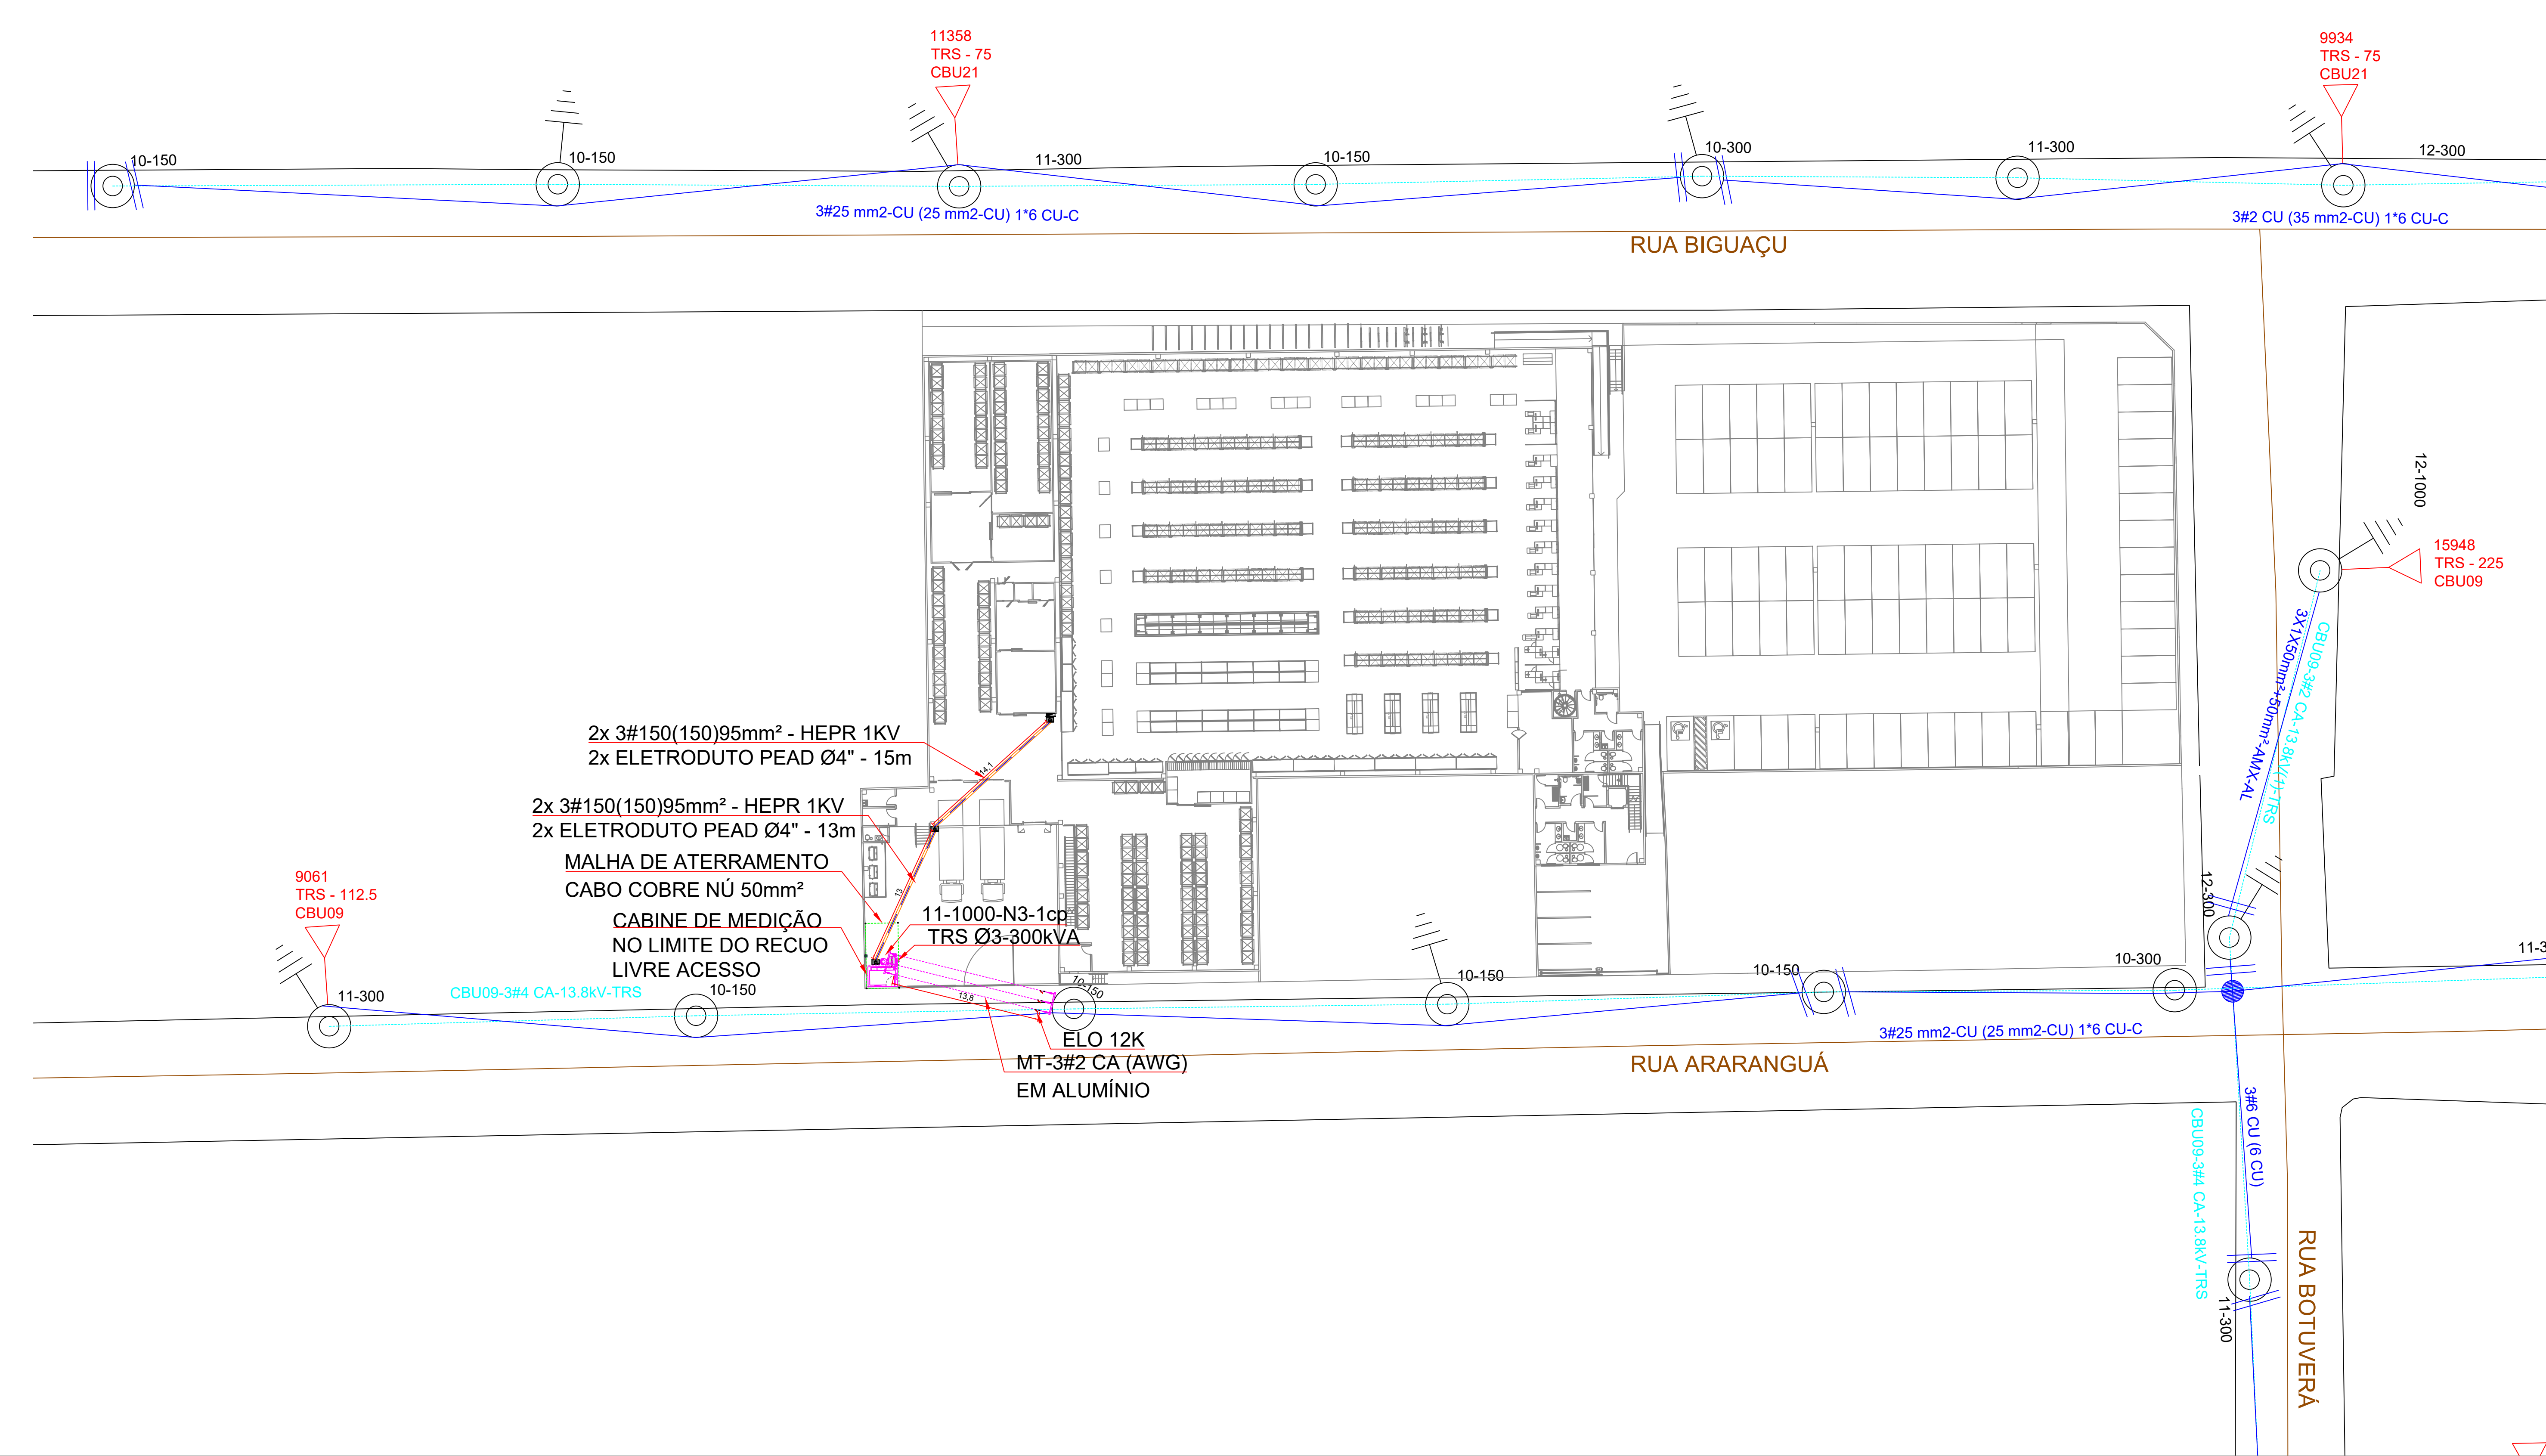 11358
TRS - 75
CBU21
9934
TRS - 75
CBU21
10-150
10-150
11-300
10-150
10-300
11-300
12-300
3#25 mm2-CU (25 mm2-CU) 1*6 CU-C
3#2 CU (35 mm2-CU) 1*6 CU-C
RUA BIGUAÇU
12-1000
15948
TRS - 225
CBU09
3X1X50mm²+50mm²-AMX-AL
CBU09-3#2 CA-13.8kV(1)-TRS
2x 3#150(150)95mm² - HEPR 1KV
2x ELETRODUTO PEAD Ø4" - 15m
14,1
2x 3#150(150)95mm² - HEPR 1KV
2x ELETRODUTO PEAD Ø4" - 13m
13
MALHA DE ATERRAMENTO
CABO COBRE NÚ 50mm²
CABINE DE MEDIÇÃO
NO LIMITE DO RECUO
LIVRE ACESSO
11-1000-N3-1cp
TRS Ø3-300kVA
9061
TRS - 112.5
CBU09
11-300
CBU09-3#4 CA-13.8kV-TRS
10-150
13,8
10-150
10-150
10-150
10-300
12-300
11-3
ELO 12K
MT-3#2 CA (AWG)
EM ALUMÍNIO
3#25 mm2-CU (25 mm2-CU) 1*6 CU-C
RUA ARARANGUÁ
3#6 CU (6 CU)
CBU09-3#4 CA-13.8kV-TRS
11-300
RUA BOTUVERÁ